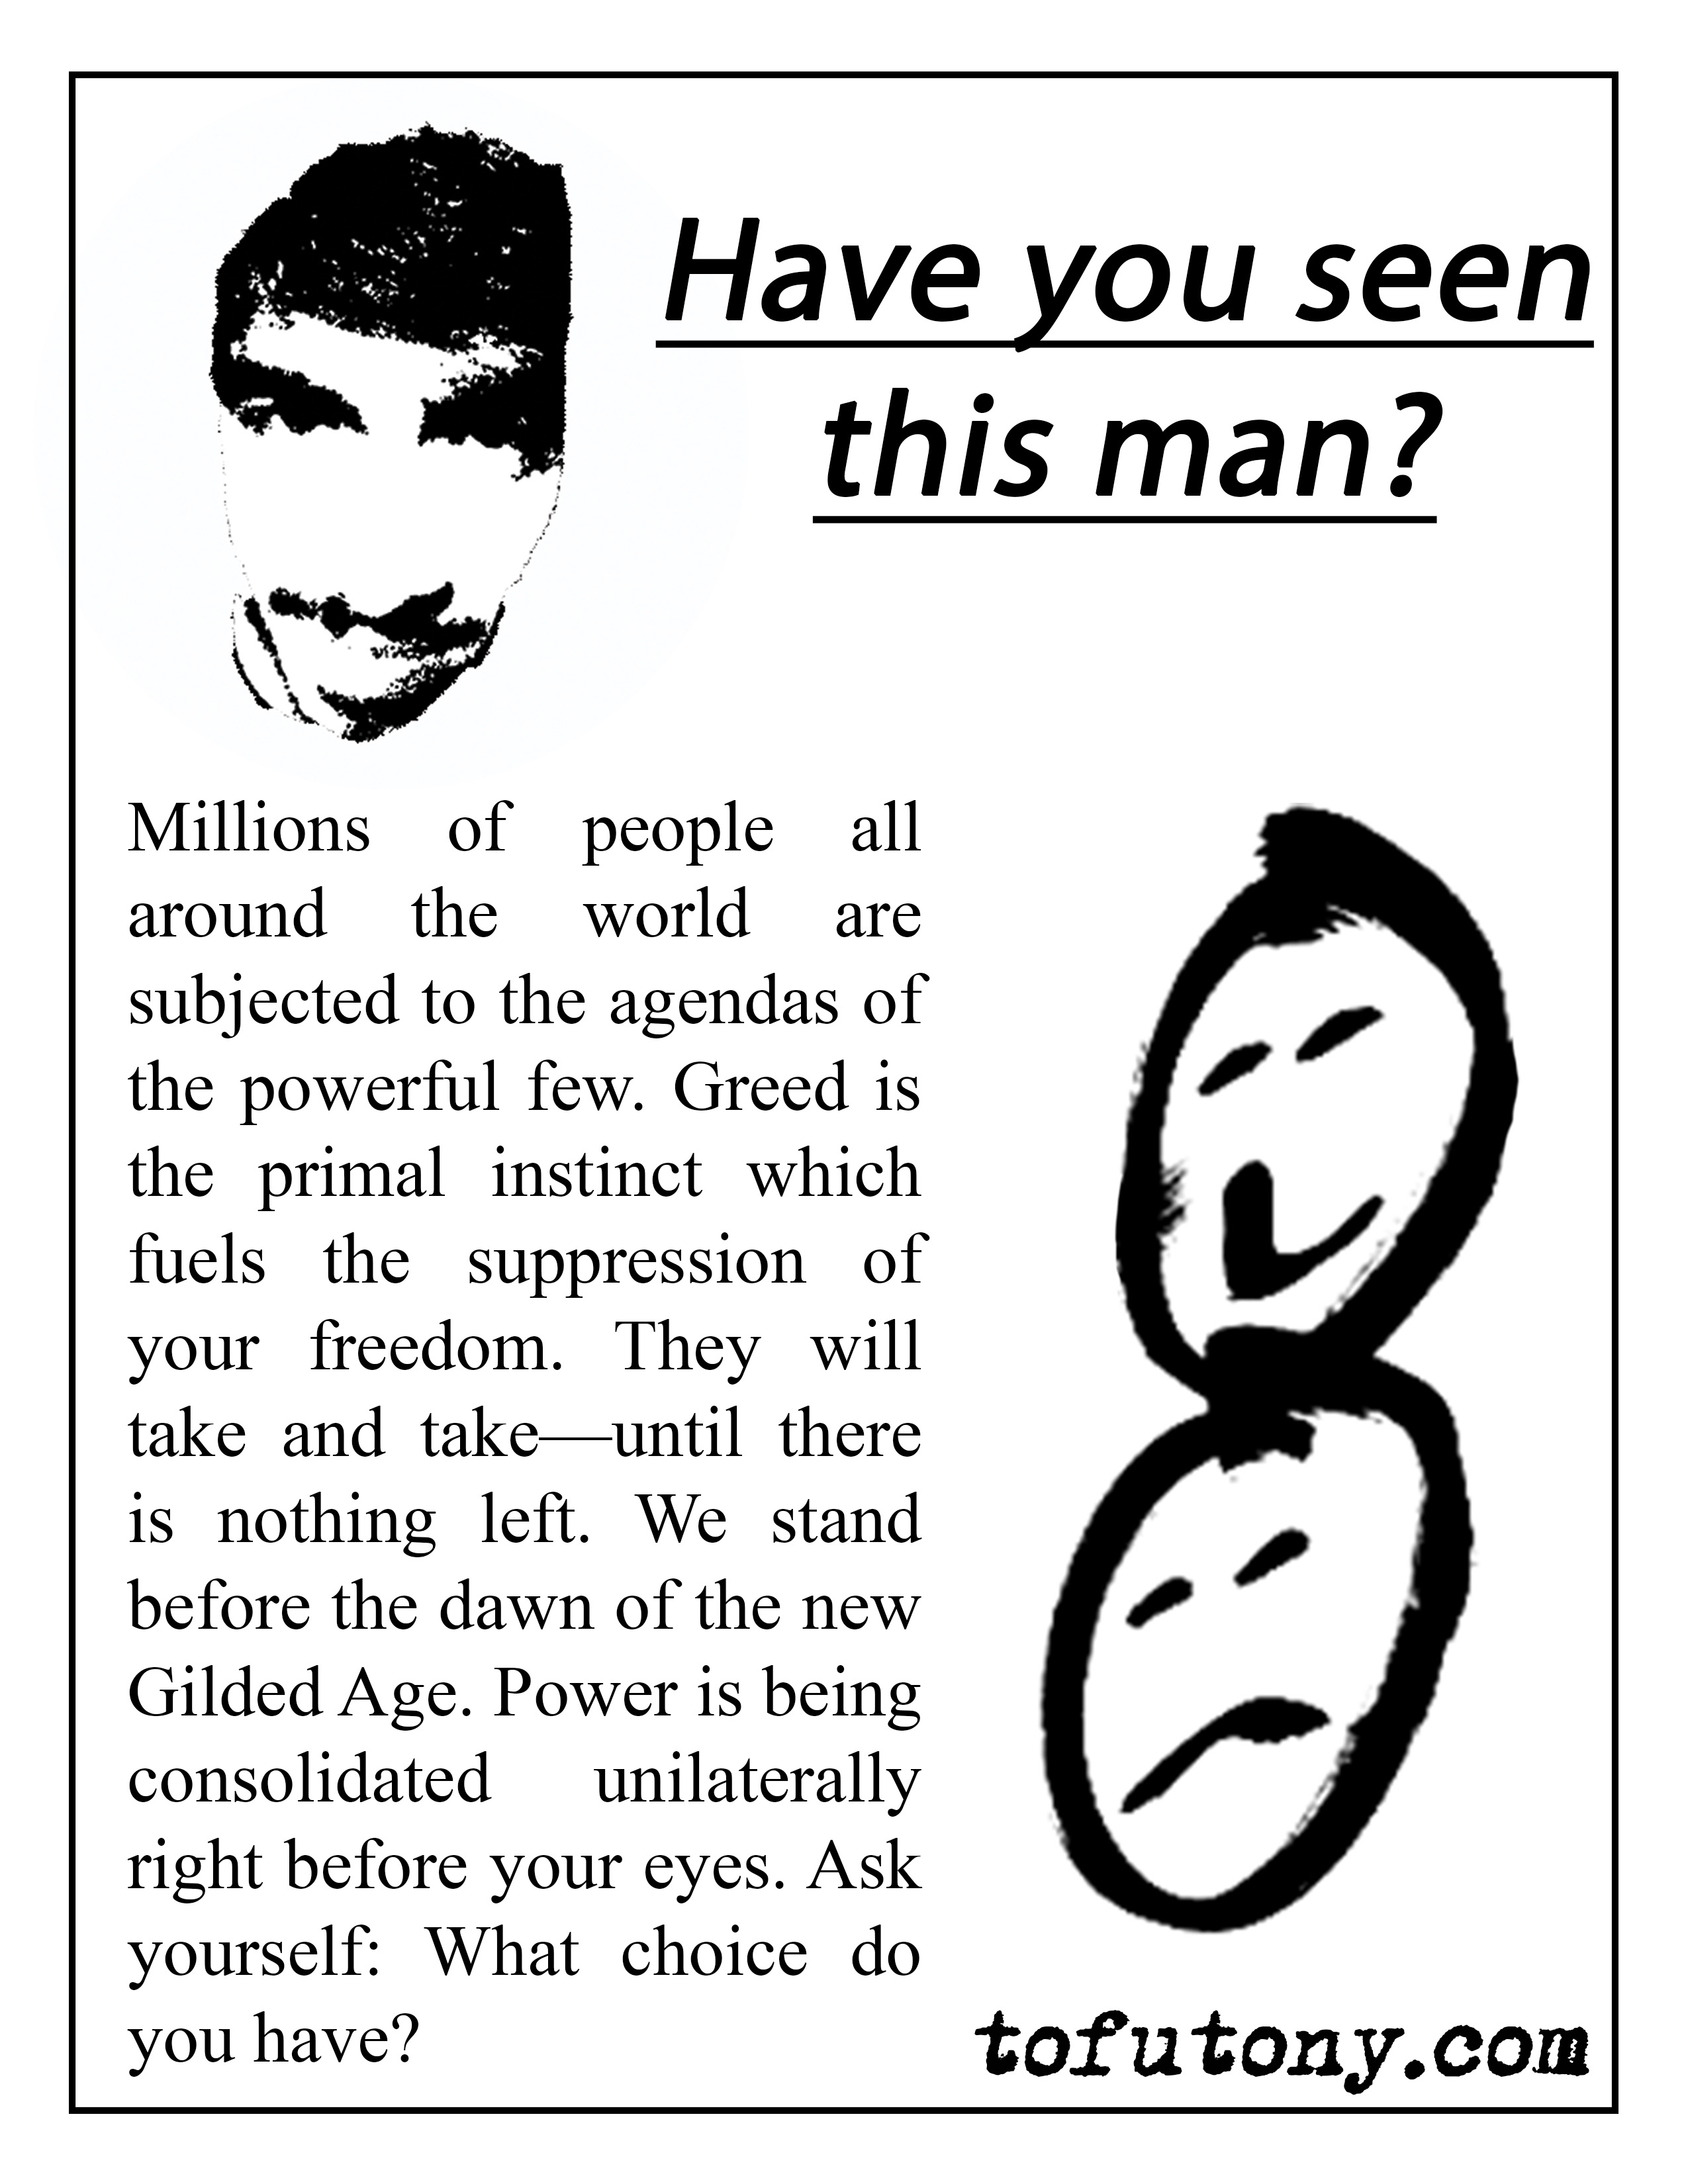 Have you seen
this man?
Millions of people all
around the world are
subjected to the agendas of
the powerful few. Greed is
the primal instinct which
fuels the suppression of
your freedom. They will
take and take—until there
is nothing left. We stand
before the dawn of the new
Gilded Age. Power is being
consolidated unilaterally
right before your eyes. Ask
yourself: What choice do
you have?
tofutony.com